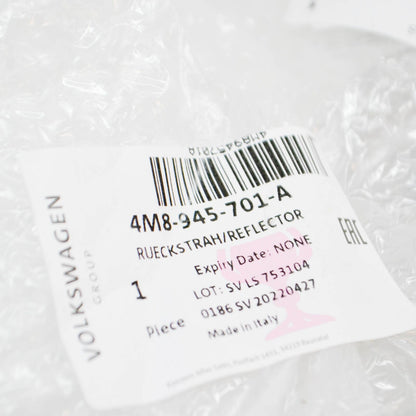 4M8945701A
4M8-945-701-A
RUECKSTRAH/REFLECTOR
VOLKSWAGEN
GROUP
EAC
Expiry Date: NONE
1
LOT: SV LS 753104
Piece
0186 SV 20220427
Made in Italy